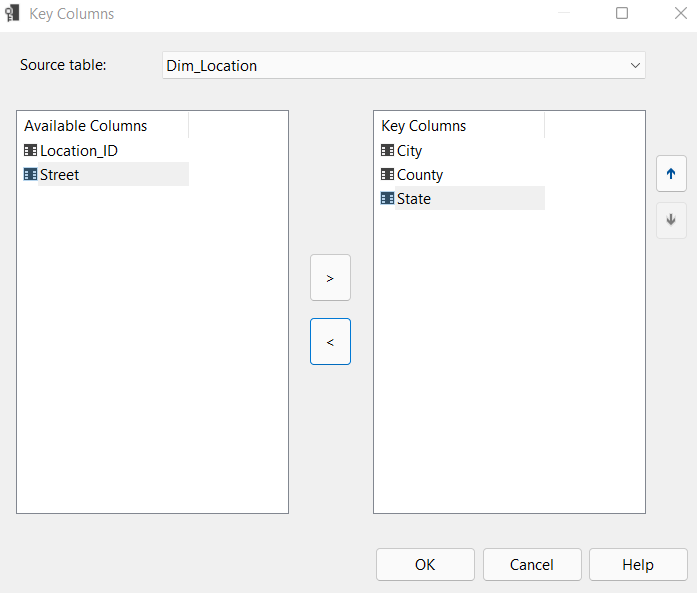 Key Columns
Source table:
Dim_Location
Available Columns
Location_ID
Street
Key Columns
City
County
State
>
<
OK
Cancel
Help